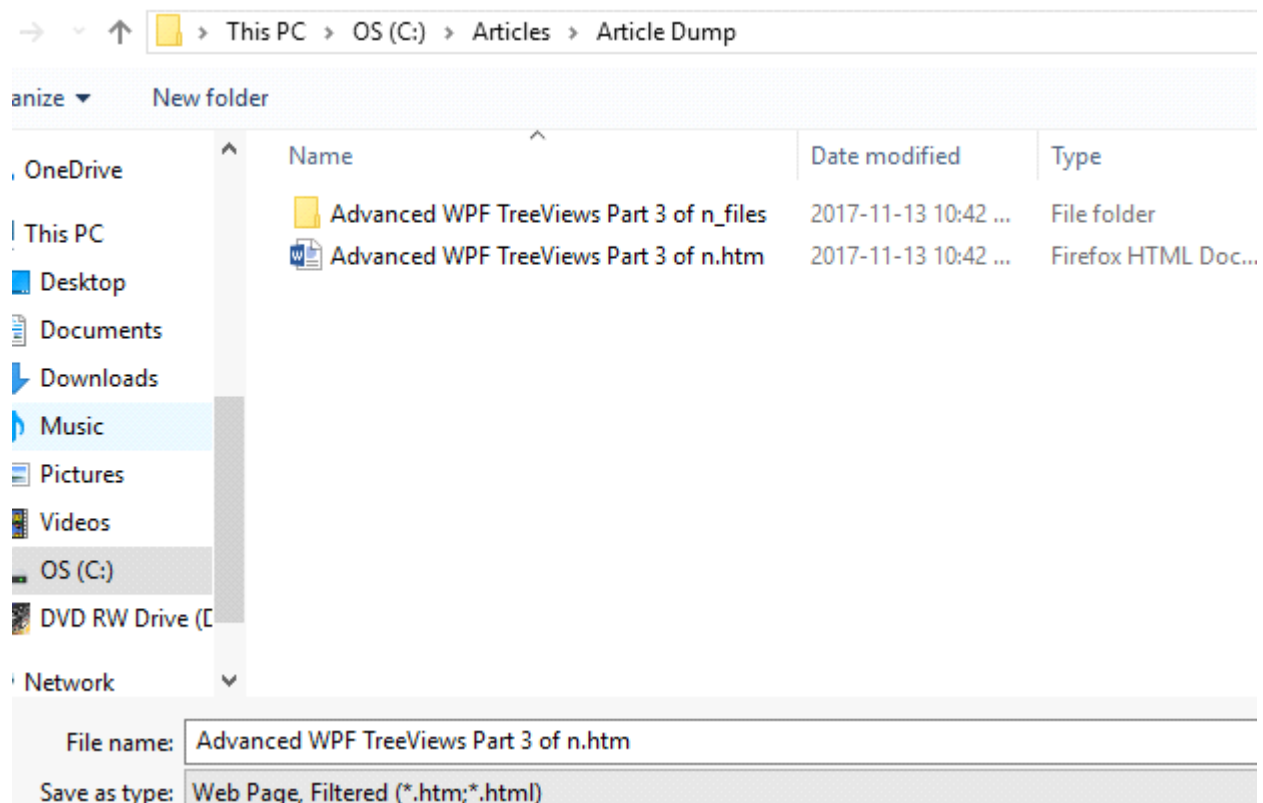 This PC > OS (C:) > Articles > Article Dump
anize New folder
Name Date modified Type
OneDrive
This PC
Desktop
Documents
Downloads
Music
Pictures
Videos
OS (C:)
DVD RW Drive (D
Network
Advanced WPF TreeViews Part 3 of n_files 2017-11-13 10:42 ... File folder
Advanced WPF TreeViews Part 3 of n.htm 2017-11-13 10:42 ... Firefox HTML Doc...
File name: Advanced WPF TreeViews Part 3 of n.htm
Save as type: Web Page, Filtered (*.htm;*.html)